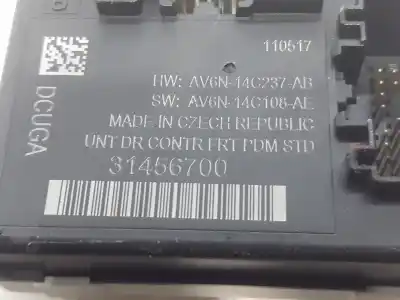 110517
HW: AV6N-14C237-AB
SW: AV6N-14C108-AE
MADE IN CZECH REPUBLIC
UNT DR CONTR FRT PDM STD
31456700
DCUGA